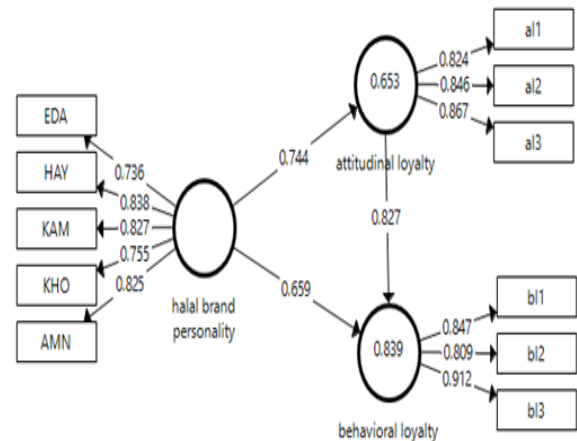 EDA
HAY
KAM
KHO
AMN
0.736
0.838
0.827
0.755
0.825
halal brand
personality
0.744
0.659
0.653
attitudinal loyalty
0.827
0.839
behavioral loyalty
0.824
0.846
0.867
al1
al2
al3
0.847
0.809
0.912
bl1
bl2
bl3